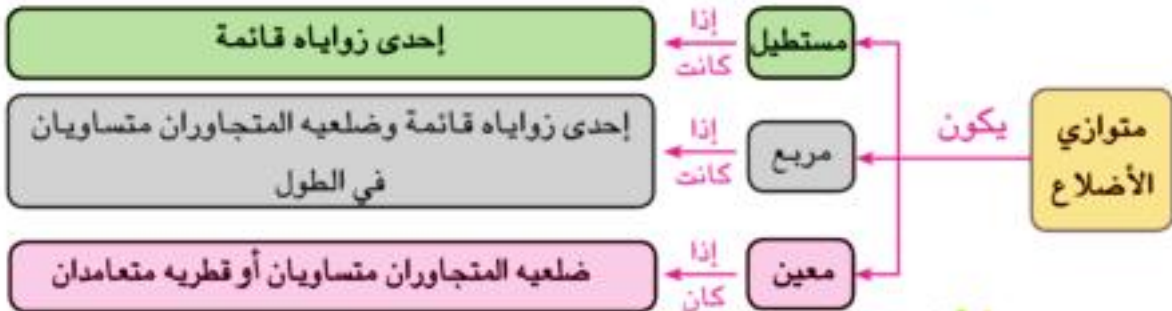 متوازي
الأضلاع
يكون
مستطيل
إذا
كانت
إحدى زواياه قائمة
مربع
إذا
كانت
إحدى زواياه قائمة وضلعيه المتجاوران متساويان
في الطول
معين
إذا
كان
ضلعيه المتجاوران متساويان أو قطريه متعامدان